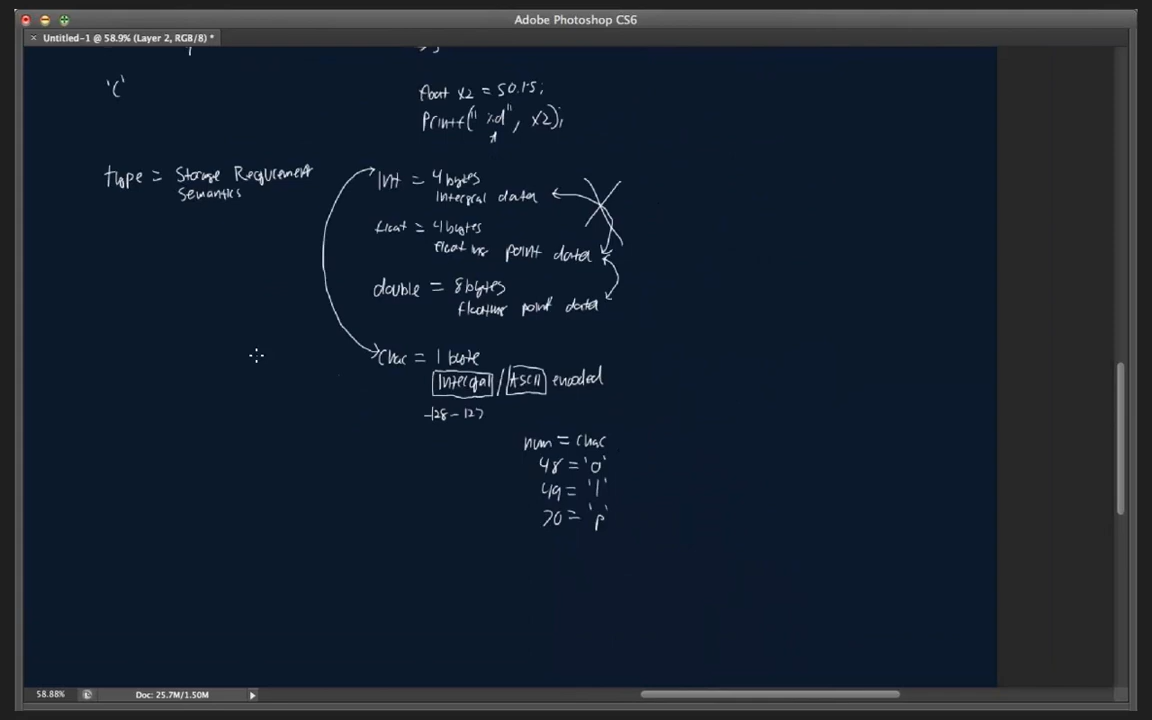 Adobe Photoshop CS6
× Untitled-1 @ 58.9% (Layer 2, RGB/8) *
'C'
float x2 = 50.15;
Printf("%d", x2);
type = Storage Requirement
Semantics
Int = 4 bytes
Intergral data
float = 4 bytes
floating point data
double = 8 bytes
floating point data
Char = 1 byte
Intergral / ASCII encoded
-128 - 127
num = char
48 = '0'
49 = '1'
70 = 'p'
58.88%
Doc: 25.7M/1.50M